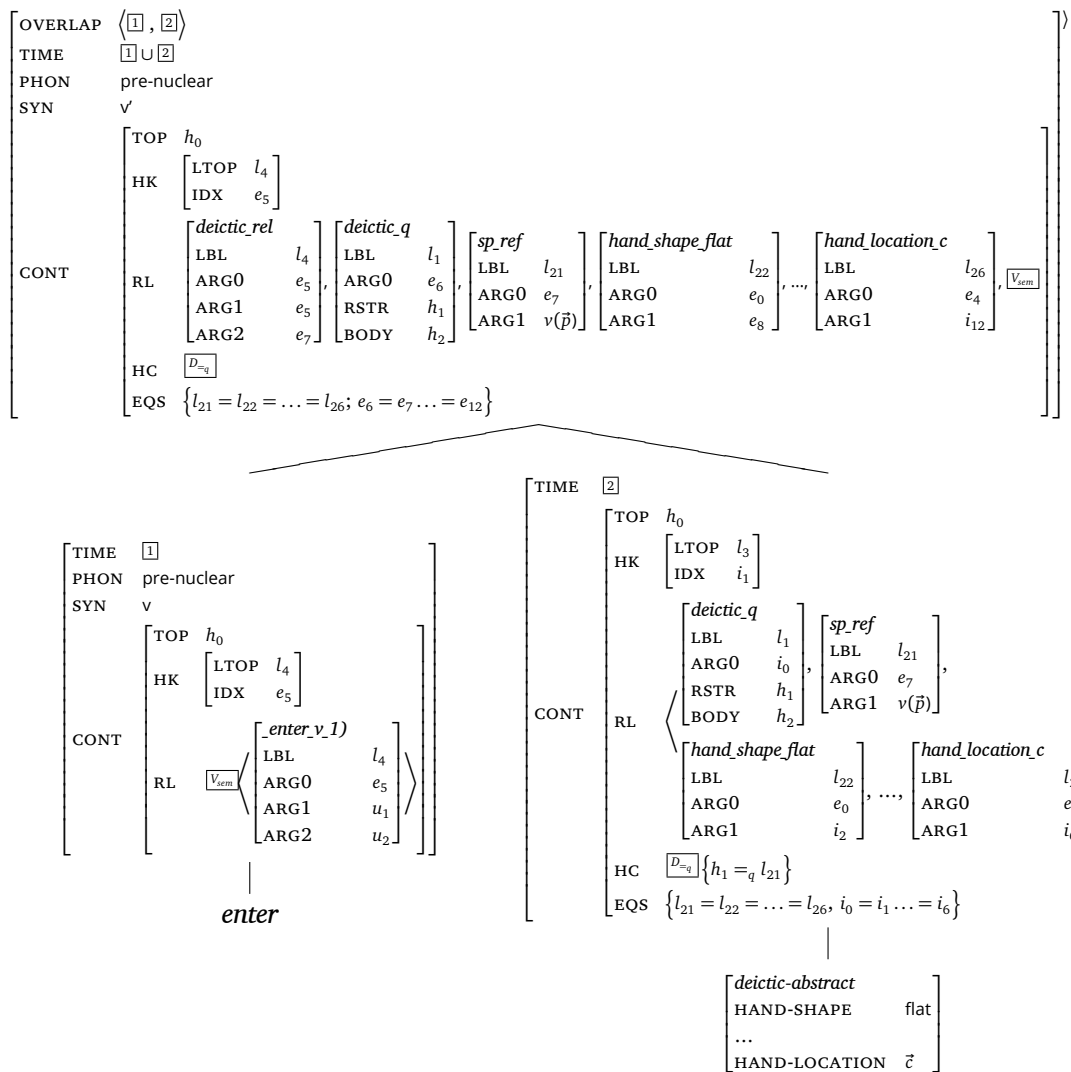 OVERLAP ⟨[1], [2]⟩ ⟩
TIME [1] ∪ [2]
PHON pre-nuclear
SYN v'
CONT
TOP h0
HK [LTOP l4
IDX e5]
RL
[deictic_rel LBL l4 ARG0 e5 ARG1 e5 ARG2 e7],
[deictic_q LBL l1 ARG0 e6 RSTR h1 BODY h2],
[sp_ref LBL l21 ARG0 e7 ARG1 v(p⃗)],
[hand_shape_flat LBL l22 ARG0 e0 ARG1 e8], ...,
[hand_location_c LBL l26 ARG0 e4 ARG1 i12], [Vsem]
HC [D=q]
EQS {l21 = l22 = … = l26; e6 = e7 … = e12}
TIME [1]
PHON pre-nuclear
SYN v
CONT
TOP h0
HK [LTOP l4
IDX e5]
RL [Vsem] ⟨[_enter_v_1)
LBL l4
ARG0 e5
ARG1 u1
ARG2 u2]⟩
enter
TIME [2]
CONT
TOP h0
HK [LTOP l3
IDX i1]
RL
⟨[deictic_q LBL l1 ARG0 i0 RSTR h1 BODY h2],
[sp_ref LBL l21 ARG0 e7 ARG1 v(p⃗)],
[hand_shape_flat LBL l22 ARG0 e0 ARG1 i2], ...,
[hand_location_c LBL ARG0 ARG1
HC [D=q] {h1 =q l21}
EQS {l21 = l22 = … = l26, i0 = i1 … = i6}
deictic-abstract
HAND-SHAPE flat
...
HAND-LOCATION c⃗